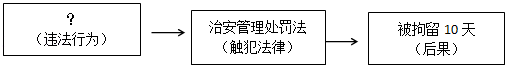 ？
（违法行为）
治安管理处罚法
（触犯法律）
被拘留 10 天
（后果）